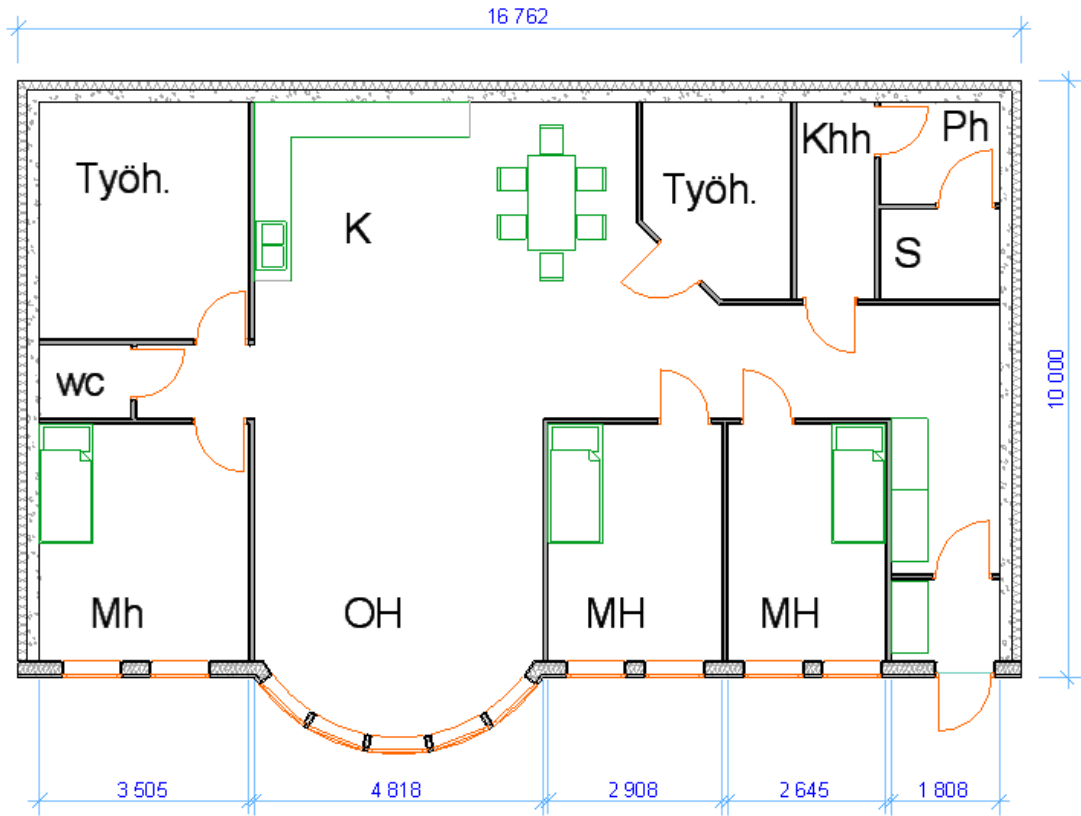 16 762
Työh.
K
Työh.
Khh
Ph
S
wc
10 000
Mh
OH
MH
MH
3 505
4 818
2 908
2 645
1 808